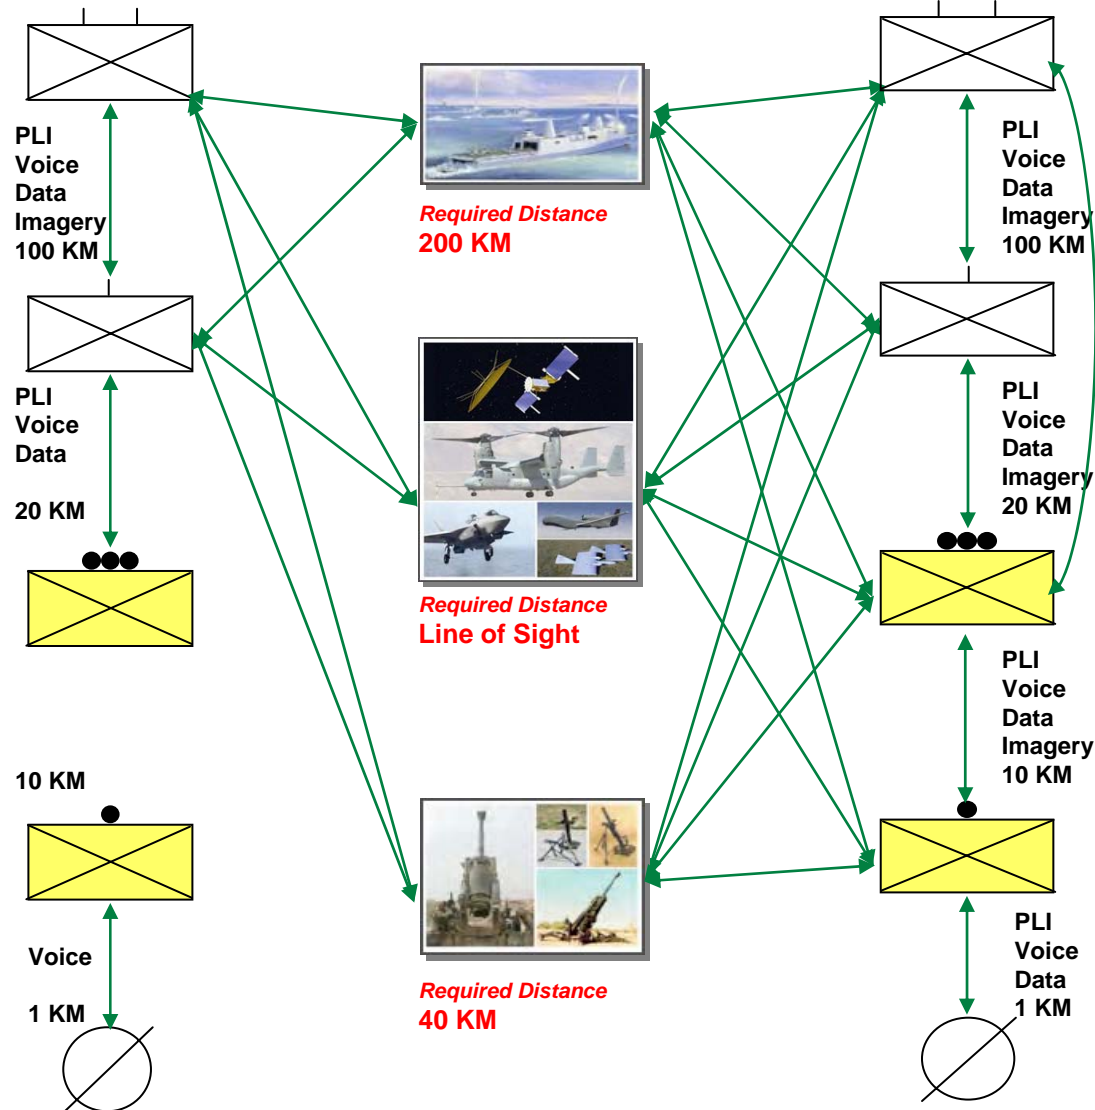 PLI
Voice
Data
Imagery
100 KM
PLI
Voice
Data
20 KM
10 KM
Voice
1 KM
Required Distance
200 KM
Required Distance
Line of Sight
Required Distance
40 KM
PLI
Voice
Data
Imagery
100 KM
PLI
Voice
Data
Imagery
20 KM
PLI
Voice
Data
Imagery
10 KM
PLI
Voice
Data
1 KM